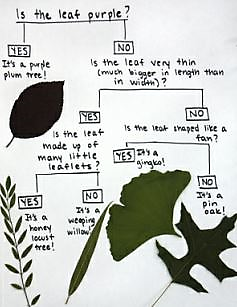 Is the leaf purple?
YES
NO
It's a purple
plum tree!
Is the leaf very thin
(much bigger in length than
in width)?
YES
NO
Is the leaf
made up of
many little
leaflets?
Is the leaf shaped like a
fan?
YES
It's a
gingko!
NO
It's a
pin
oak!
YES
It's a
honey
locust
tree!
NO
It's a
weeping
willow!